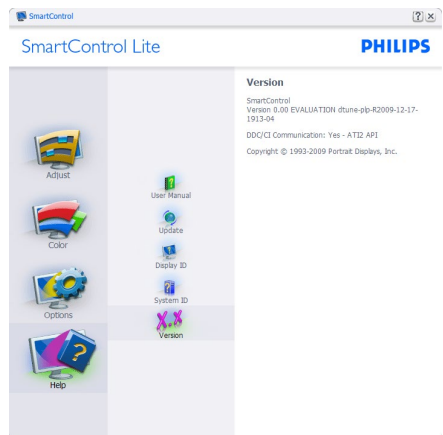 SmartControl
SmartControl Lite
PHILIPS
Adjust
Color
Options
Help
User Manual
Update
Display ID
System ID
X.X
Version
Version
SmartControl
Version 0.00 EVALUATION dtune-plp-R2009-12-17-
1913-04
DDC/CI Communication: Yes - ATI2 API
Copyright © 1993-2009 Portrait Displays, Inc.